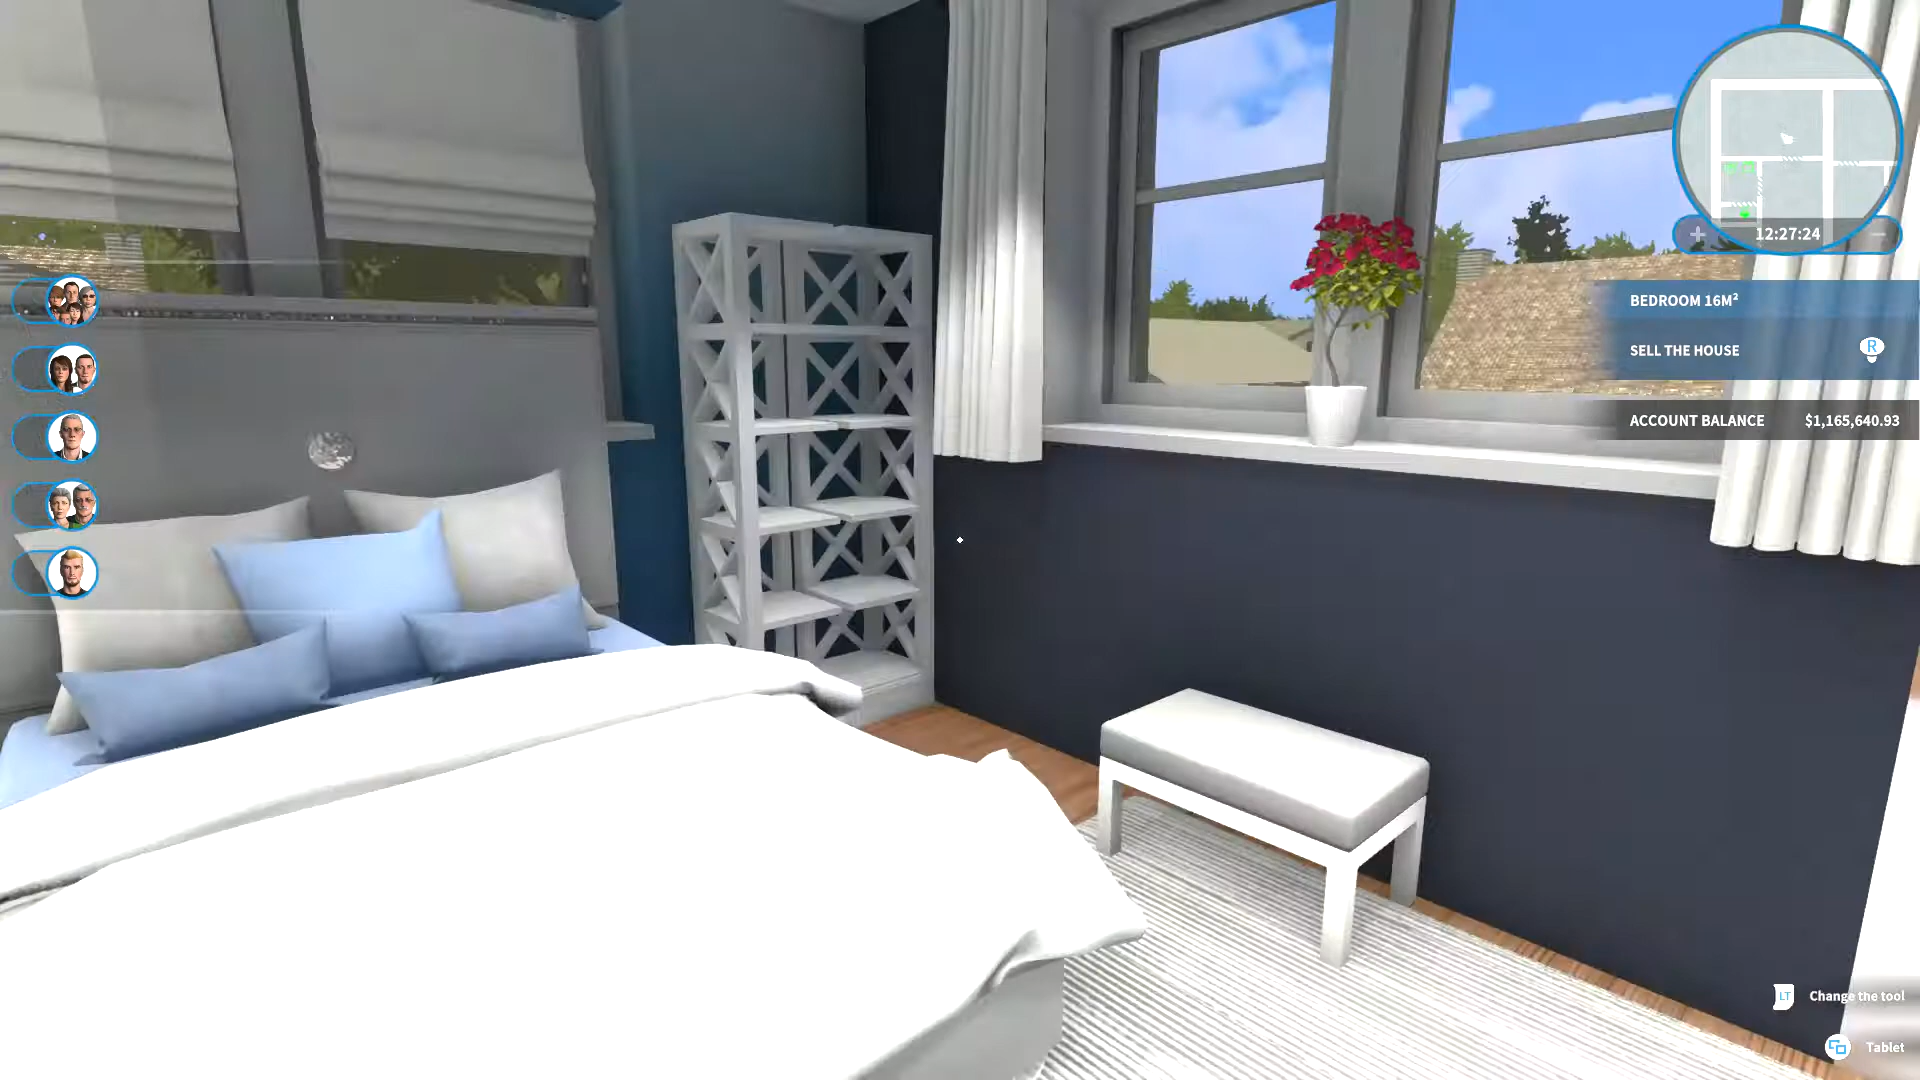 12:27:24
BEDROOM 16M²
SELL THE HOUSE
R
ACCOUNT BALANCE $1,165,640.93
LT Change the tool
Tablet